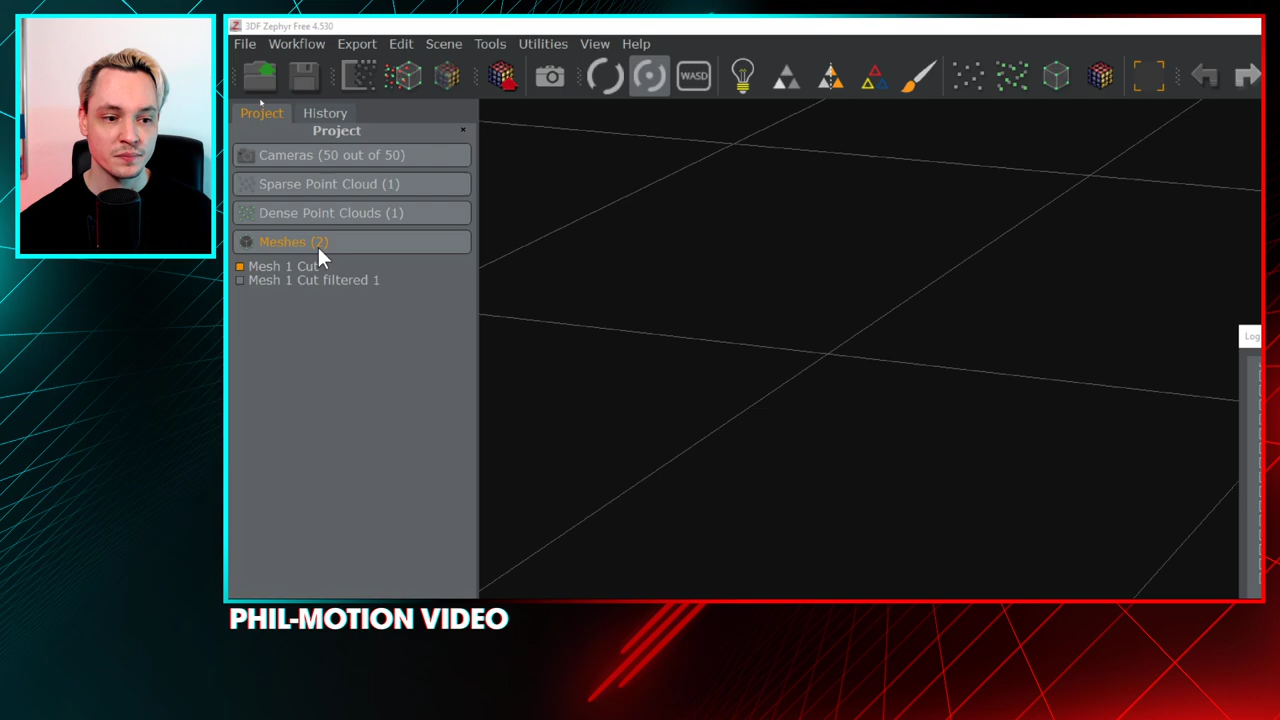 3DF Zephyr Free 4.530
File Workflow Export Edit Scene Tools Utilities View Help
WASD
Project History
Project
Cameras (50 out of 50)
Sparse Point Cloud (1)
Dense Point Clouds (1)
Meshes (2)
Mesh 1 Cut
Mesh 1 Cut filtered 1
Log
PHIL-MOTION VIDEO